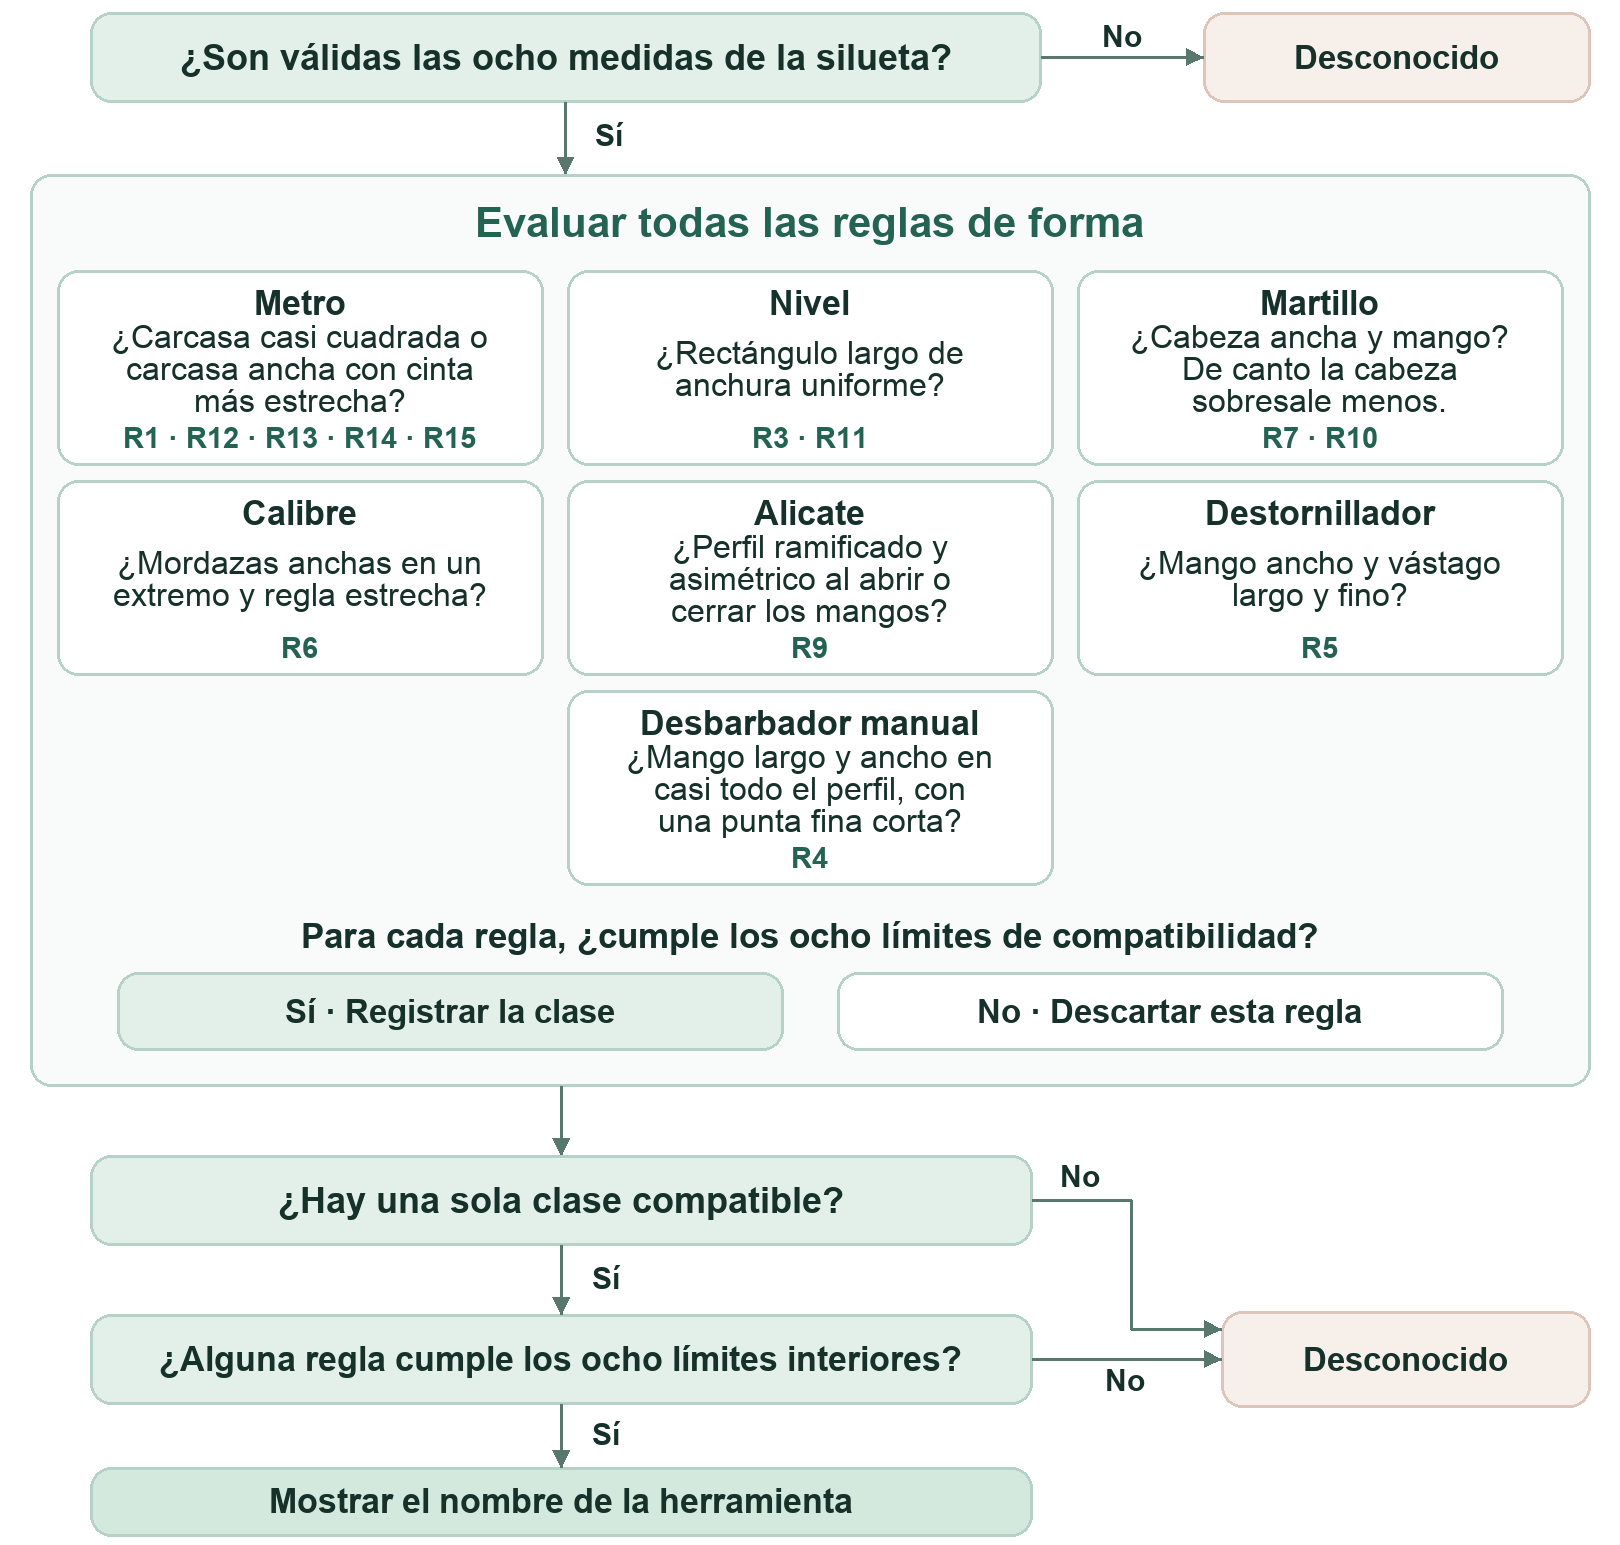 ¿Son válidas las ocho medidas de la silueta?
No
Desconocido
Sí
Evaluar todas las reglas de forma
Metro
¿Carcasa casi cuadrada o
carcasa ancha con cinta
más estrecha?
R1 · R12 · R13 · R14 · R15
Nivel
¿Rectángulo largo de
anchura uniforme?
R3 · R11
Martillo
¿Cabeza ancha y mango?
De canto la cabeza
sobresale menos.
R7 · R10
Calibre
¿Mordazas anchas en un
extremo y regla estrecha?
R6
Alicate
¿Perfil ramificado y
asimétrico al abrir o
cerrar los mangos?
R9
Destornillador
¿Mango ancho y vástago
largo y fino?
R5
Desbarbador manual
¿Mango largo y ancho en
casi todo el perfil, con
una punta fina corta?
R4
Para cada regla, ¿cumple los ocho límites de compatibilidad?
Sí · Registrar la clase
No · Descartar esta regla
¿Hay una sola clase compatible?
No
Sí
¿Alguna regla cumple los ocho límites interiores?
No
Desconocido
Sí
Mostrar el nombre de la herramienta